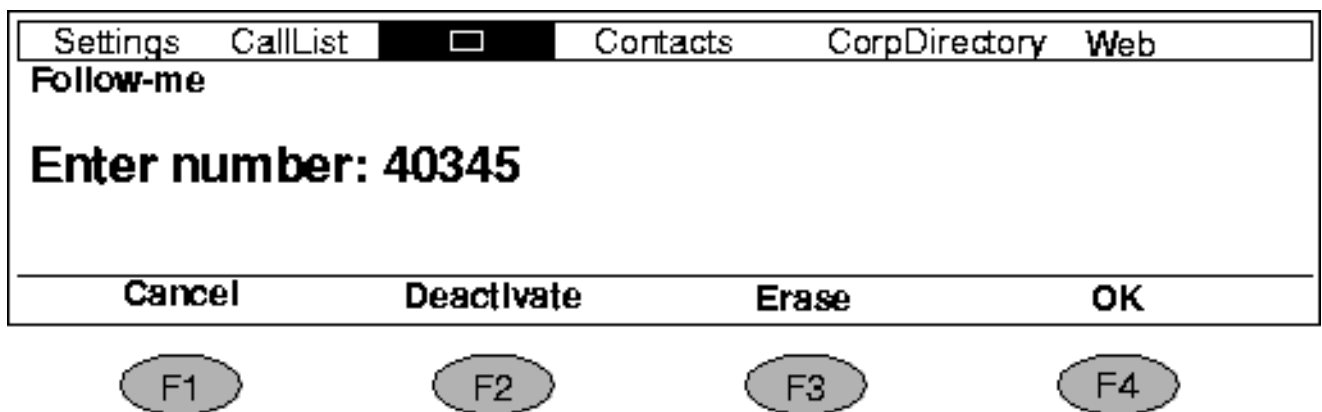 Settings CallList Contacts CorpDirectory Web
Follow-me
Enter number: 40345
Cancel Deactivate Erase OK
F1 F2 F3 F4